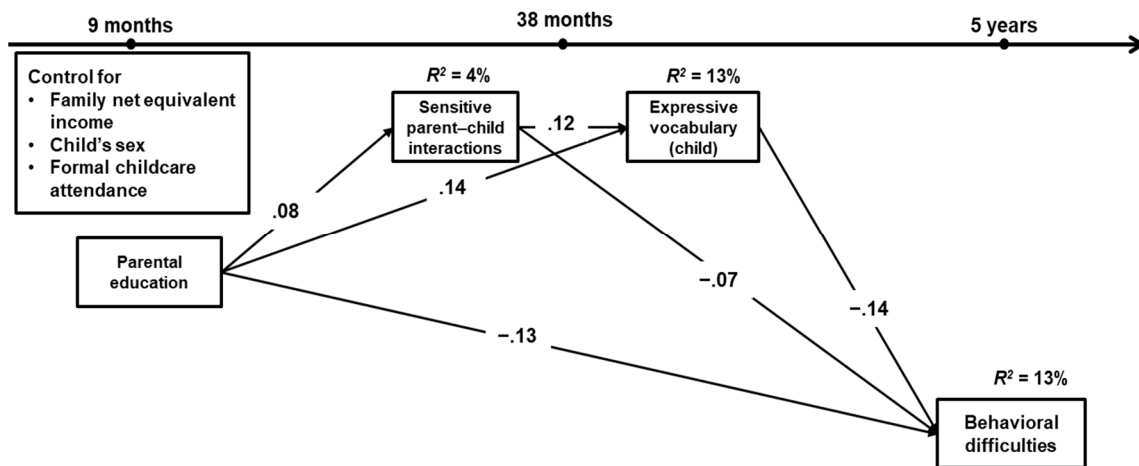 9 months
38 months
5 years
Control for
• Family net equivalent
income
• Child's sex
• Formal childcare
attendance
R² = 4%
R² = 13%
Sensitive
parent–child
interactions
.12
Expressive
vocabulary
(child)
.14
.08
Parental
education
−.07
−.14
−.13
R² = 13%
Behavioral
difficulties